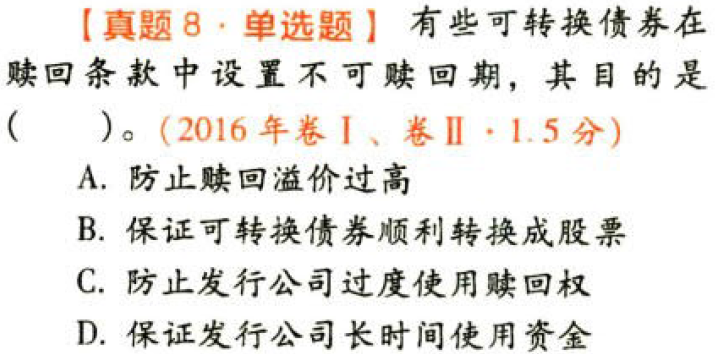 【真题8·单选题】 有些可转换债券在
赎回条款中设置不可赎回期，其目的是
(  )。(2016年卷Ⅰ、卷Ⅱ·1.5分)
A. 防止赎回溢价过高
B. 保证可转换债券顺利转换成股票
C. 防止发行公司过度使用赎回权
D. 保证发行公司长时间使用资金